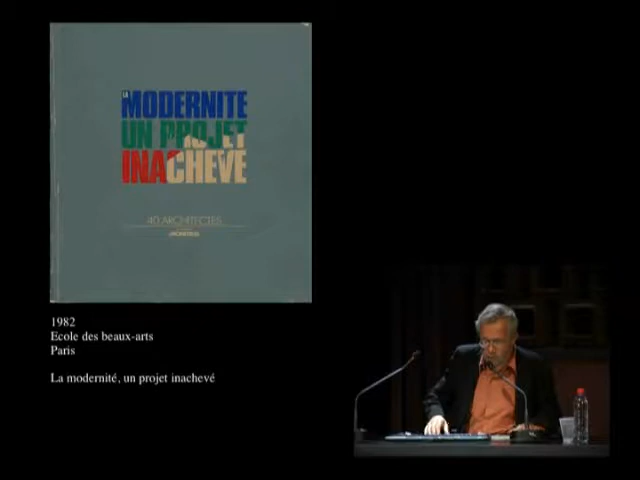 LA
MODERNITE
UN PROJET
INACHEVE
40 ARCHITECTES
1982
Ecole des beaux-arts
Paris
La modernité, un projet inachevé